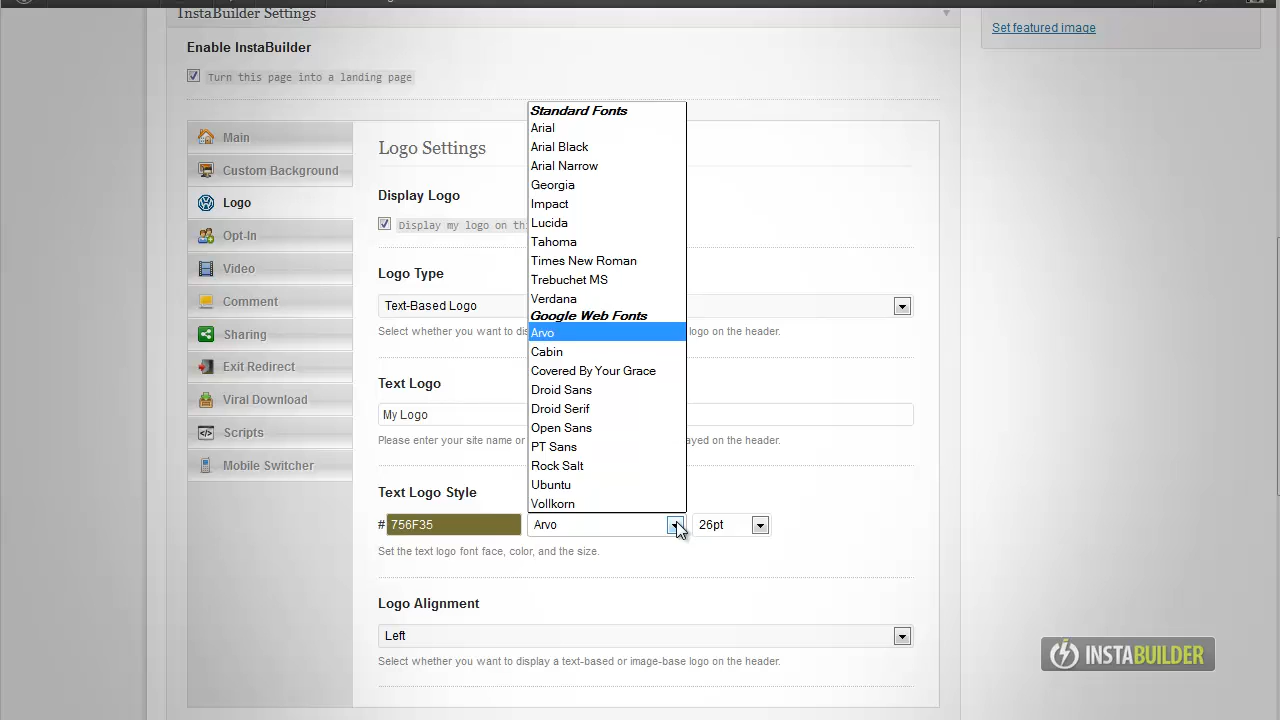 InstaBuilder Settings
Set featured image
Enable InstaBuilder
Turn this page into a landing page
Main
Custom Background
Logo
Opt-In
Video
Comment
Sharing
Exit Redirect
Viral Download
Scripts
Mobile Switcher
Logo Settings
Display Logo
Display my logo on thi
Logo Type
Text-Based Logo
Select whether you want to di
logo on the header.
Text Logo
My Logo
Please enter your site name or
ayed on the header.
Text Logo Style
# 756F35 Arvo 26pt
Set the text logo font face, color, and the size.
Standard Fonts
Arial
Arial Black
Arial Narrow
Georgia
Impact
Lucida
Tahoma
Times New Roman
Trebuchet MS
Verdana
Google Web Fonts
Arvo
Cabin
Covered By Your Grace
Droid Sans
Droid Serif
Open Sans
PT Sans
Rock Salt
Ubuntu
Vollkorn
Logo Alignment
Left
Select whether you want to display a text-based or image-base logo on the header.
INSTABUILDER